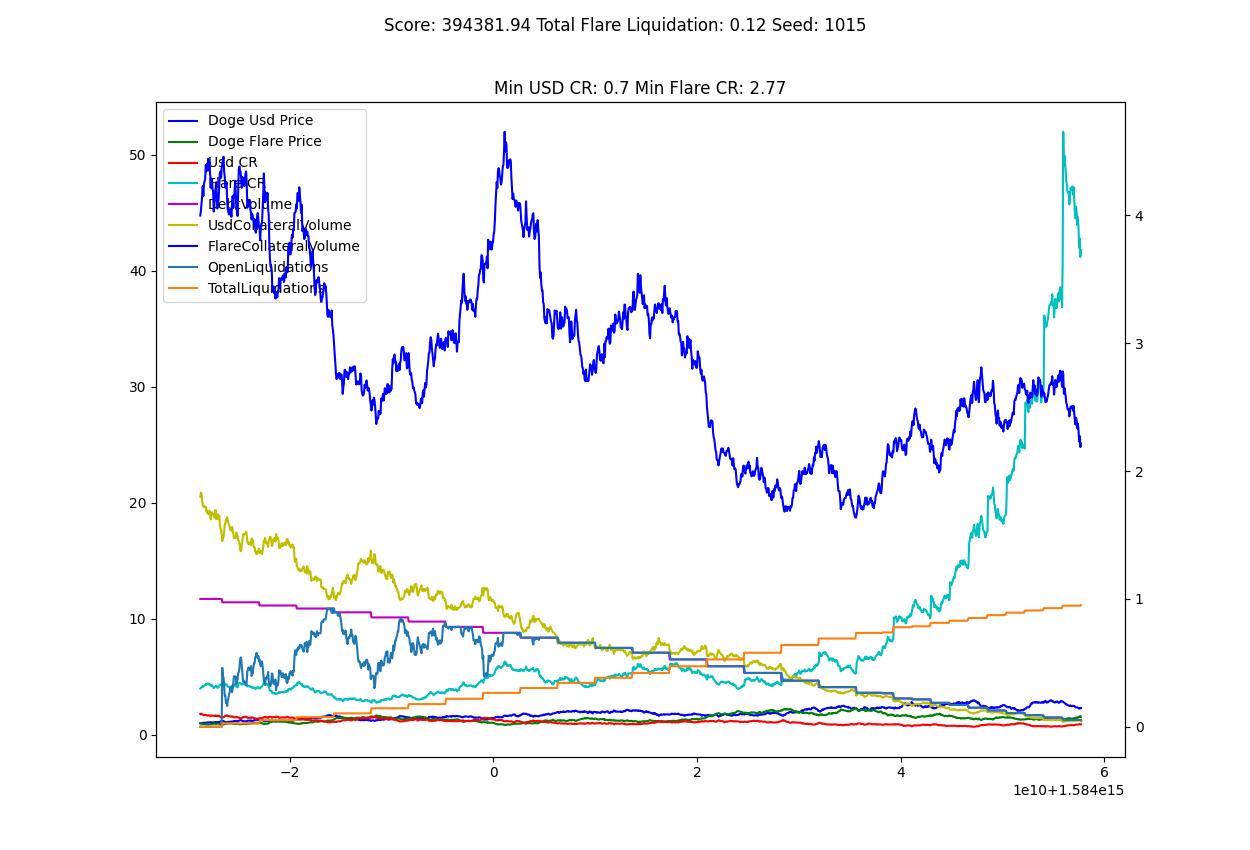 Score: 394381.94 Total Flare Liquidation: 0.12 Seed: 1015
Min USD CR: 0.7 Min Flare CR: 2.77
Doge Usd Price
Doge Flare Price
Usd CR
Flare CR
DebtVolume
UsdCollateralVolume
FlareCollateralVolume
OpenLiquidations
TotalLiquidations
50
40
30
20
10
0
4
3
2
1
0
−2
0
2
4
6
1e10+1.584e15